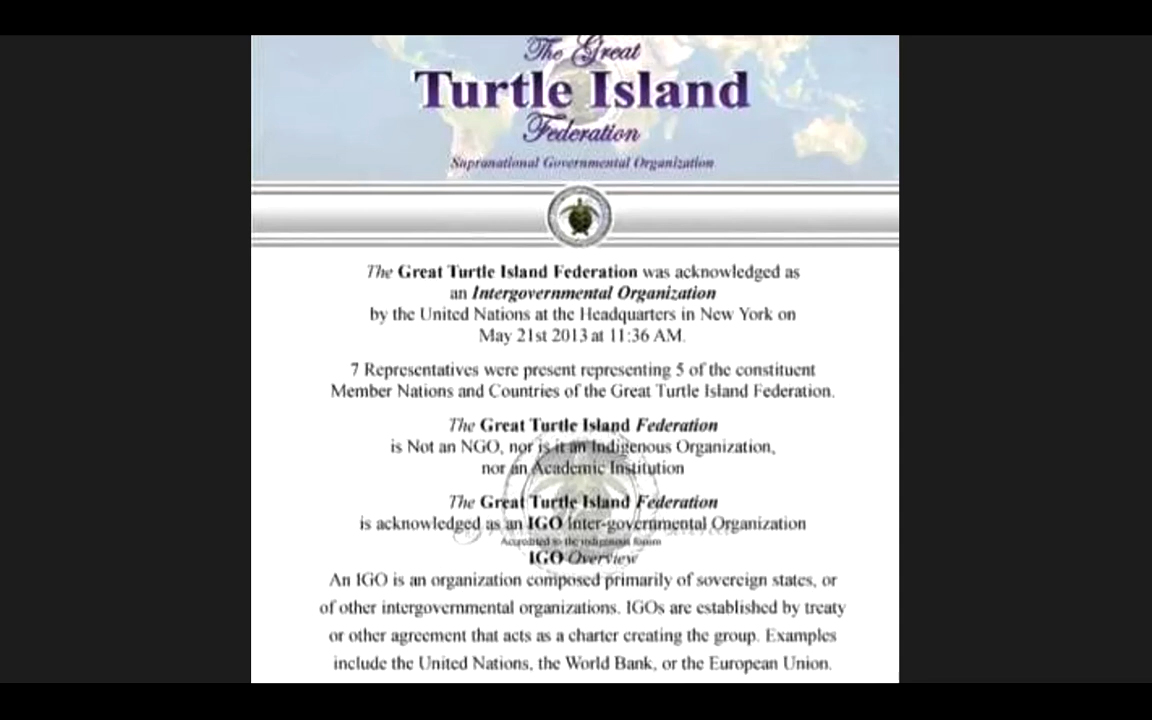 The Great
Turtle Island
Federation
Supranational Governmental Organization
The Great Turtle Island Federation was acknowledged as
an Intergovernmental Organization
by the United Nations at the Headquarters in New York on
May 21st 2013 at 11:36 AM.
7 Representatives were present representing 5 of the constituent
Member Nations and Countries of the Great Turtle Island Federation.
The Great Turtle Island Federation
is Not an NGO, nor is it an Indigenous Organization,
nor an Academic Institution
The Great Turtle Island Federation
is acknowledged as an IGO Inter-governmental Organization
Accredited to the indigenous forum
IGO Overview
An IGO is an organization composed primarily of sovereign states, or
of other intergovernmental organizations. IGOs are established by treaty
or other agreement that acts as a charter creating the group. Examples
include the United Nations, the World Bank, or the European Union.